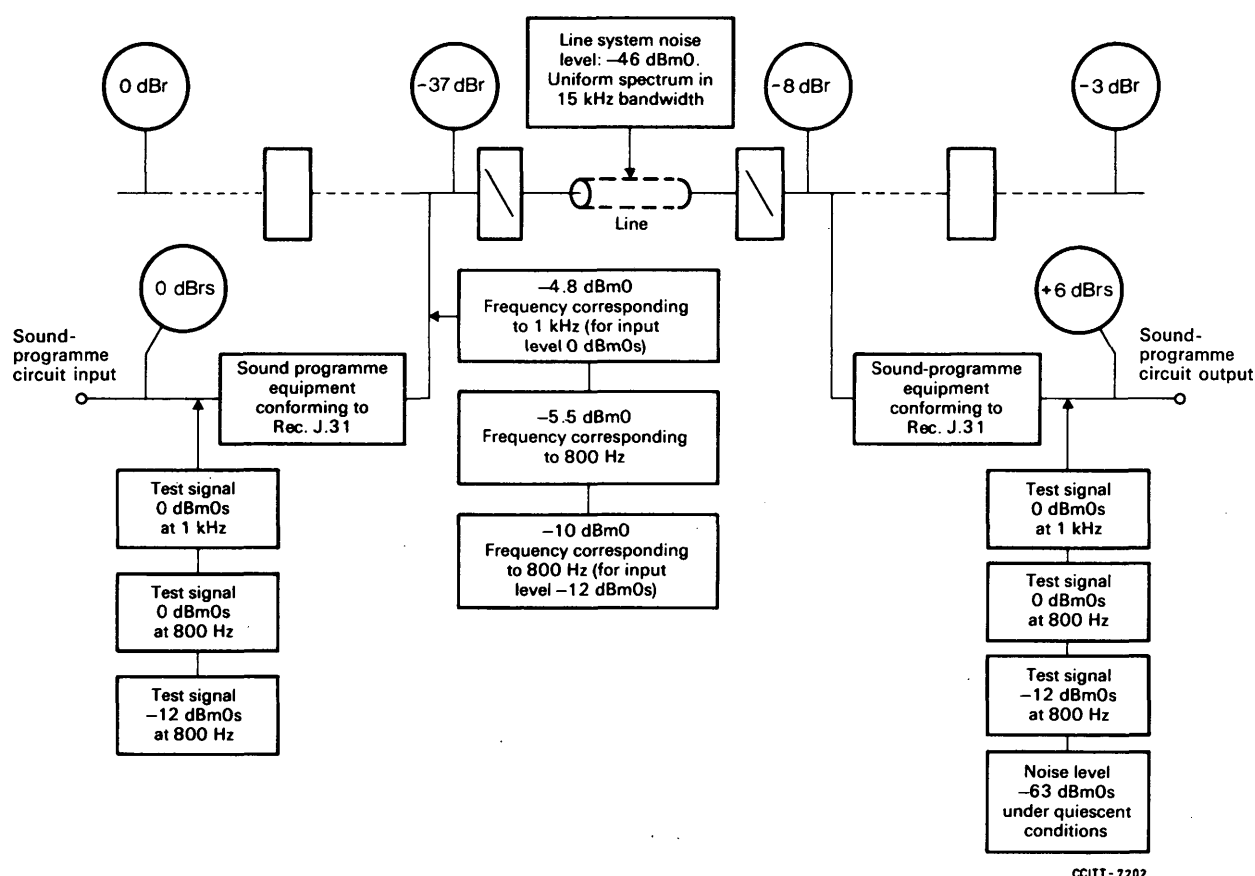 Line system noise
level: –46 dBm0.
Uniform spectrum in
15 kHz bandwidth
0 dBr
–37 dBr
–8 dBr
–3 dBr
Line
0 dBrs
+6 dBrs
Sound-
programme
circuit input
Sound programme
equipment
conforming to
Rec. J.31
–4.8 dBm0
Frequency corresponding
to 1 kHz (for input
level 0 dBm0s)
–5.5 dBm0
Frequency corresponding
to 800 Hz
–10 dBm0
Frequency corresponding
to 800 Hz (for input
level –12 dBm0s)
Sound-programme
equipment
conforming to
Rec. J.31
Sound-
programme
circuit output
Test signal
0 dBm0s
at 1 kHz
Test signal
0 dBm0s
at 800 Hz
Test signal
–12 dBm0s
at 800 Hz
Test signal
0 dBm0s
at 1 kHz
Test signal
0 dBm0s
at 800 Hz
Test signal
–12 dBm0s
at 800 Hz
Noise level
–63 dBm0s
under quiescent
conditions
CCITT - 7202